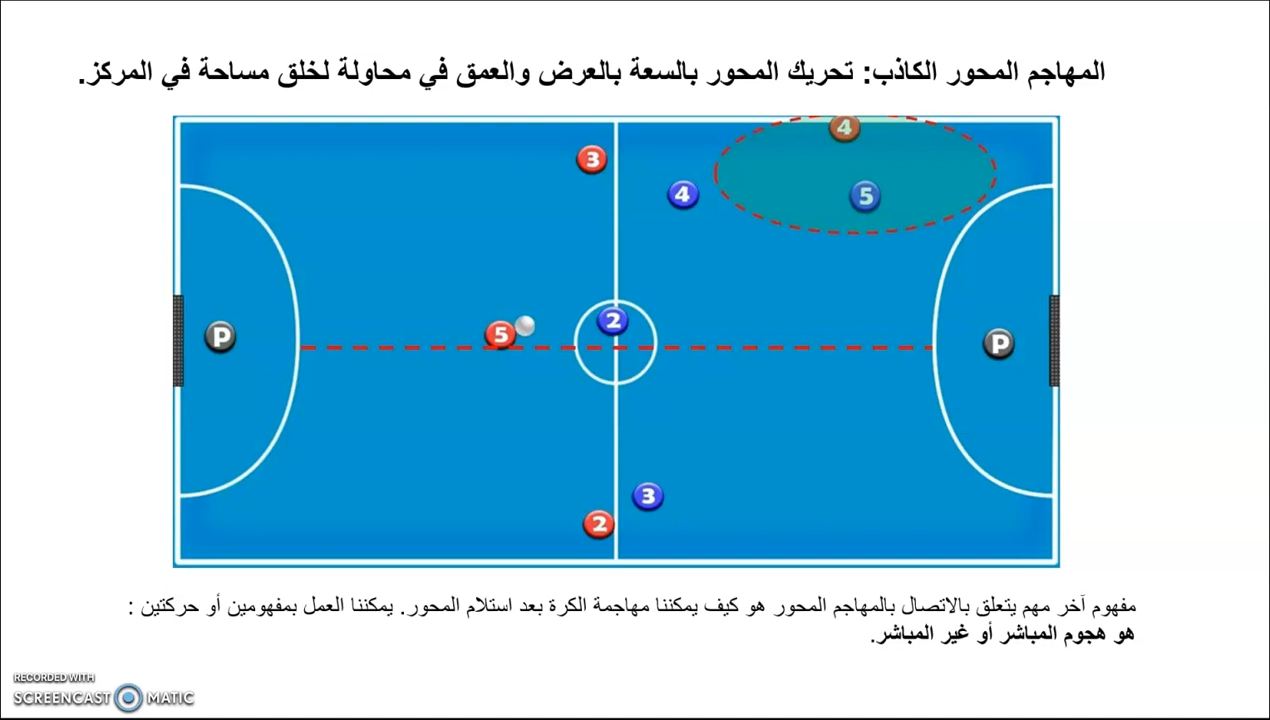 المهاجم المحور الكاذب: تحريك المحور بالسعة بالعرض والعمق في محاولة لخلق مساحة في المركز.
4
3
4
5
2
5
P
P
3
2
مفهوم آخر مهم يتعلق بالاتصال بالمهاجم المحور هو كيف يمكننا مهاجمة الكرة بعد استلام المحور. يمكننا العمل بمفهومين أو حركتين :
هو هجوم المباشر أو غير المباشر.
RECORDED WITH
SCREENCAST MATIC